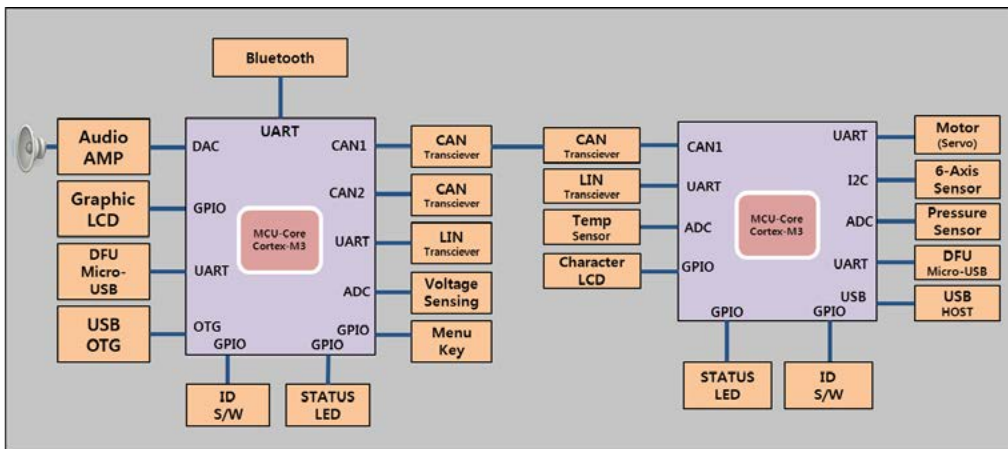 Bluetooth
UART
Audio
AMP
DAC
Graphic
LCD
GPIO
DFU
Micro-
USB
UART
USB
OTG
OTG
GPIO
ID
S/W
GPIO
STATUS
LED
MCU-Core
Cortex-M3
CAN1
CAN
Transciever
CAN2
CAN
Transciever
UART
LIN
Transciever
ADC
Voltage
Sensing
GPIO
Menu
Key
CAN
Transciever
CAN1
LIN
Transciever
UART
Temp
Sensor
ADC
Character
LCD
GPIO
MCU-Core
Cortex-M3
UART
Motor
(Servo)
I2C
6-Axis
Sensor
ADC
Pressure
Sensor
UART
DFU
Micro-USB
USB
USB
HOST
GPIO
STATUS
LED
GPIO
ID
S/W